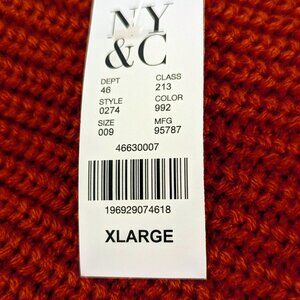 NY
&C
DEPT CLASS
46 213
STYLE COLOR
0274 992
SIZE MFG
009 95787
46630007
196929074618
XLARGE